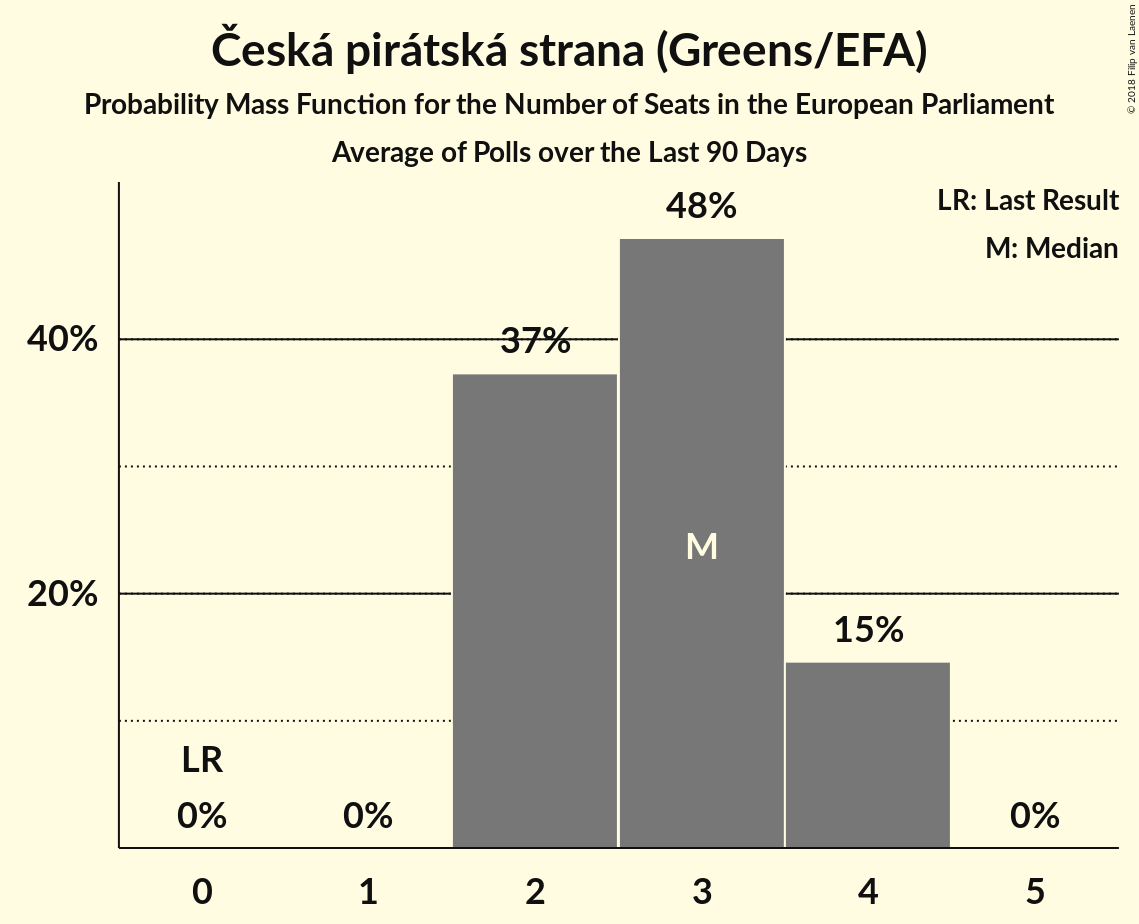 Česká pirátská strana (Greens/EFA)
Probability Mass Function for the Number of Seats in the European Parliament
Average of Polls over the Last 90 Days
© 2018 Filip van Laenen
LR: Last Result
M: Median
48%
40%
37%
M
20%
15%
LR
0%
0%
0%
0
1
2
3
4
5